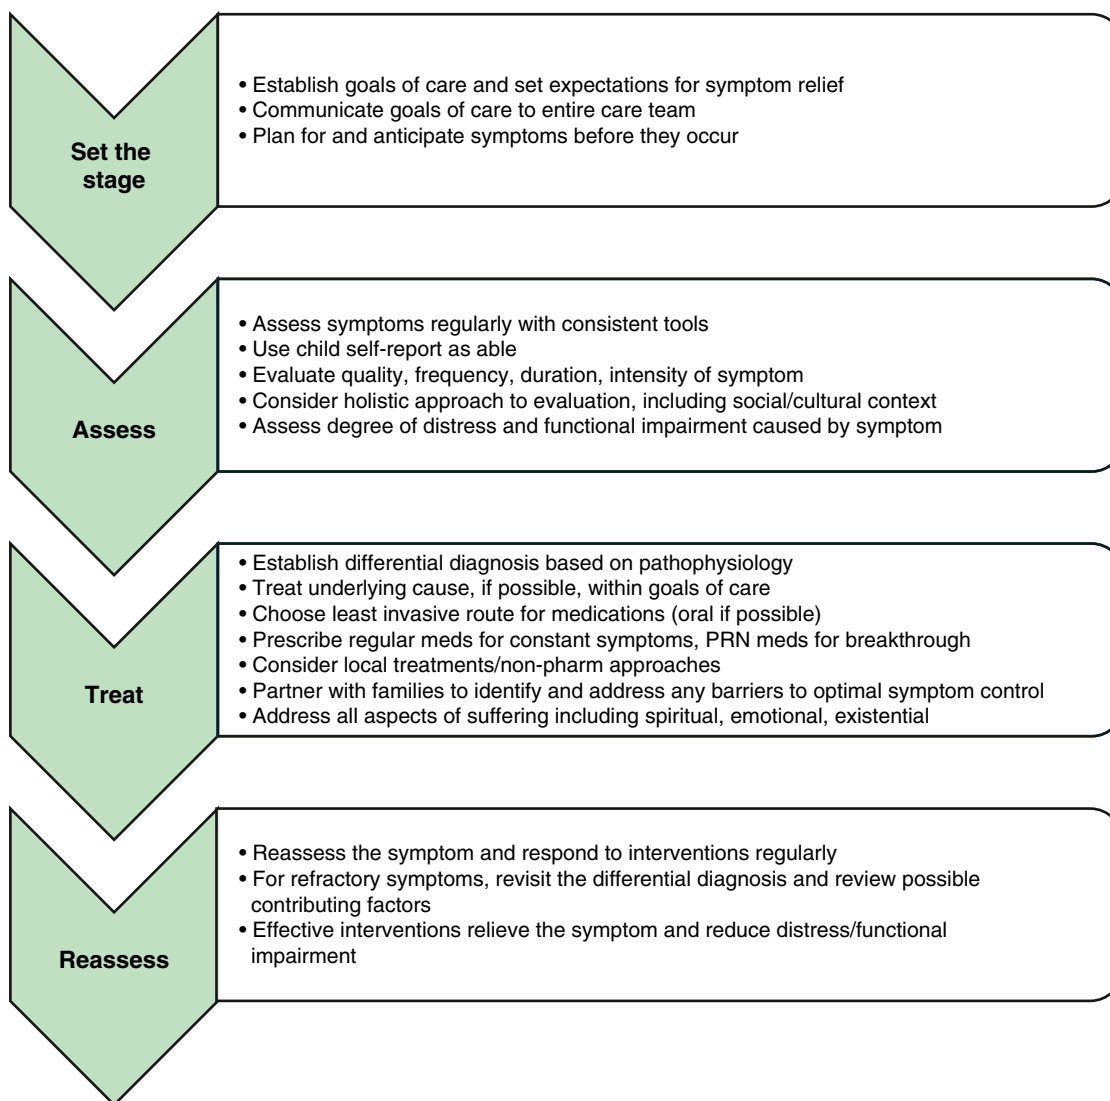 Set the
stage
• Establish goals of care and set expectations for symptom relief
• Communicate goals of care to entire care team
• Plan for and anticipate symptoms before they occur
Assess
• Assess symptoms regularly with consistent tools
• Use child self-report as able
• Evaluate quality, frequency, duration, intensity of symptom
• Consider holistic approach to evaluation, including social/cultural context
• Assess degree of distress and functional impairment caused by symptom
Treat
• Establish differential diagnosis based on pathophysiology
• Treat underlying cause, if possible, within goals of care
• Choose least invasive route for medications (oral if possible)
• Prescribe regular meds for constant symptoms, PRN meds for breakthrough
• Consider local treatments/non-pharm approaches
• Partner with families to identify and address any barriers to optimal symptom control
• Address all aspects of suffering including spiritual, emotional, existential
Reassess
• Reassess the symptom and respond to interventions regularly
• For refractory symptoms, revisit the differential diagnosis and review possible
contributing factors
• Effective interventions relieve the symptom and reduce distress/functional
impairment